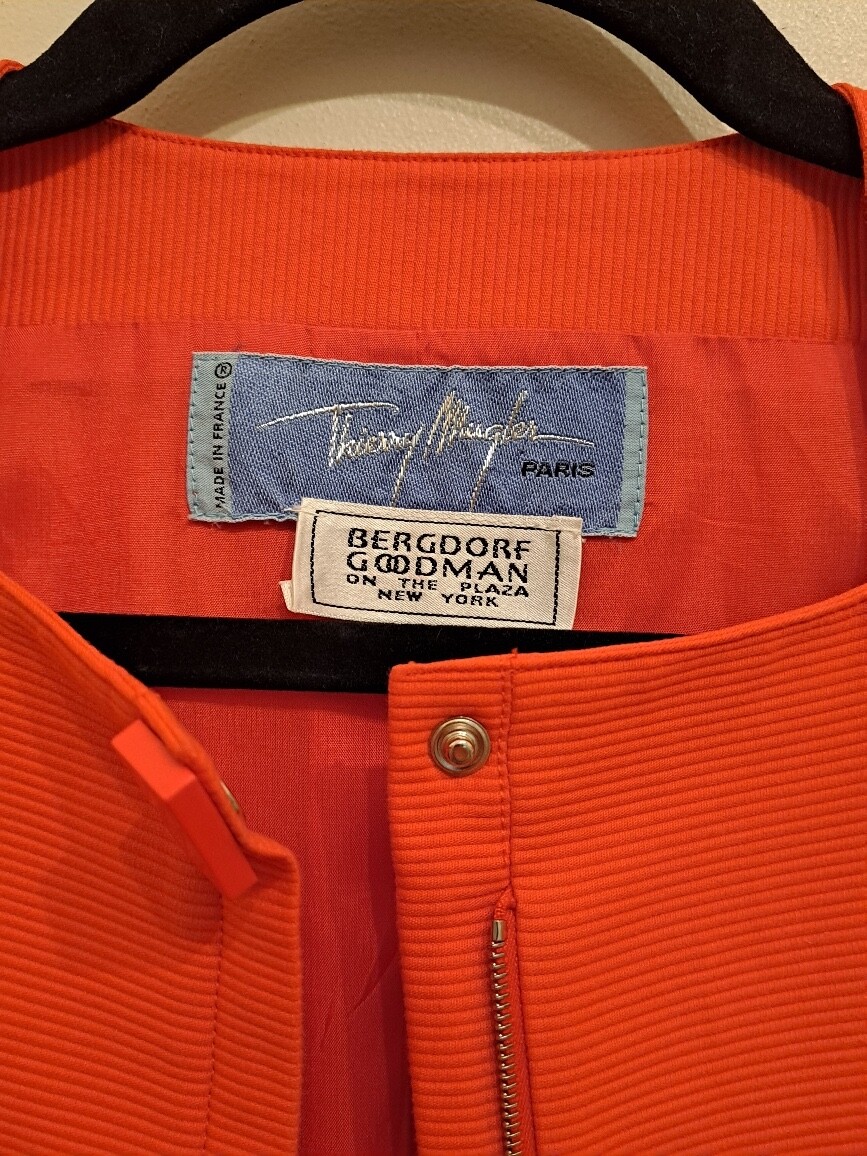 MADE IN FRANCE®
Thierry Mugler
PARIS
BERGDORF
GOODMAN
ON THE PLAZA
NEW YORK